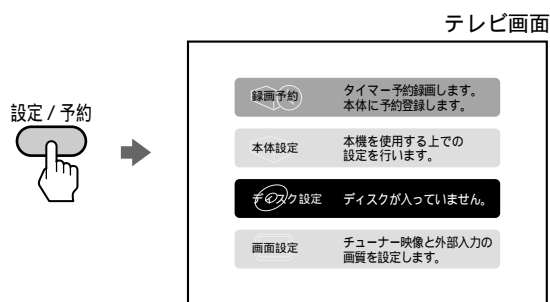 テレビ画面
設定 / 予約
録画予約
タイマー予約録画します。
本体に予約登録します。
本体設定
本機を使用する上での
設定を行います。
ディスク設定
ディスクが入っていません。
画面設定
チューナー映像と外部入力の
画質を設定します。